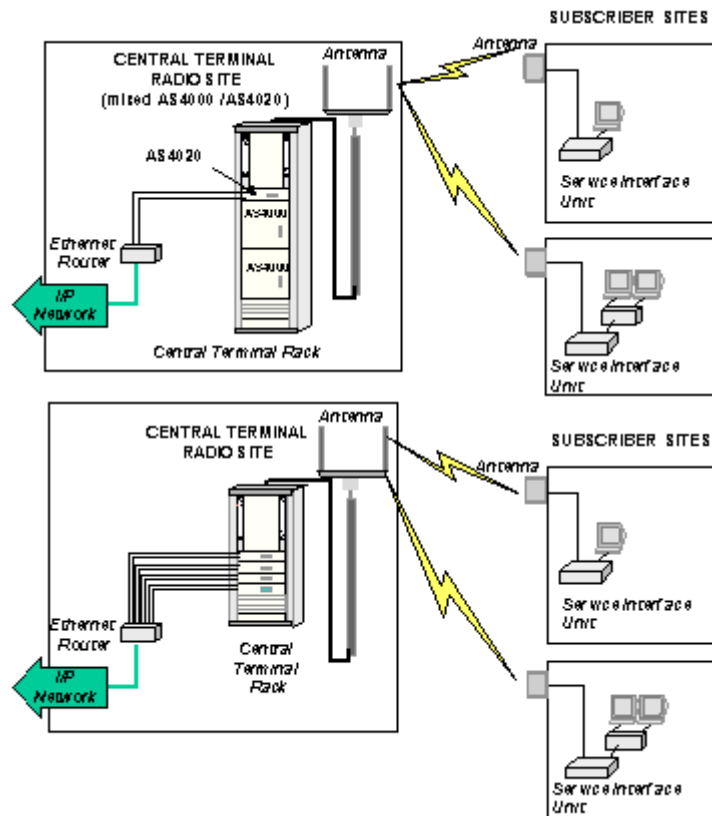 SUBSCRIBER SITES
CENTRAL TERMINAL
RADIO SITE
(mixed AS4000 /AS4020)
Antenna
Antenna
AS4020
AS4000
AS4000
Ethernet
Router
I/P
Network
Central Terminal Rack
Service Interface
Unit
Service Interface
Unit
CENTRAL TERMINAL
RADIO SITE
Antenna
SUBSCRIBER SITES
Antenna
Ethernet
Router
I/P
Network
Central
Terminal
Rack
Service Interface
Unit
Service Interface
Unit